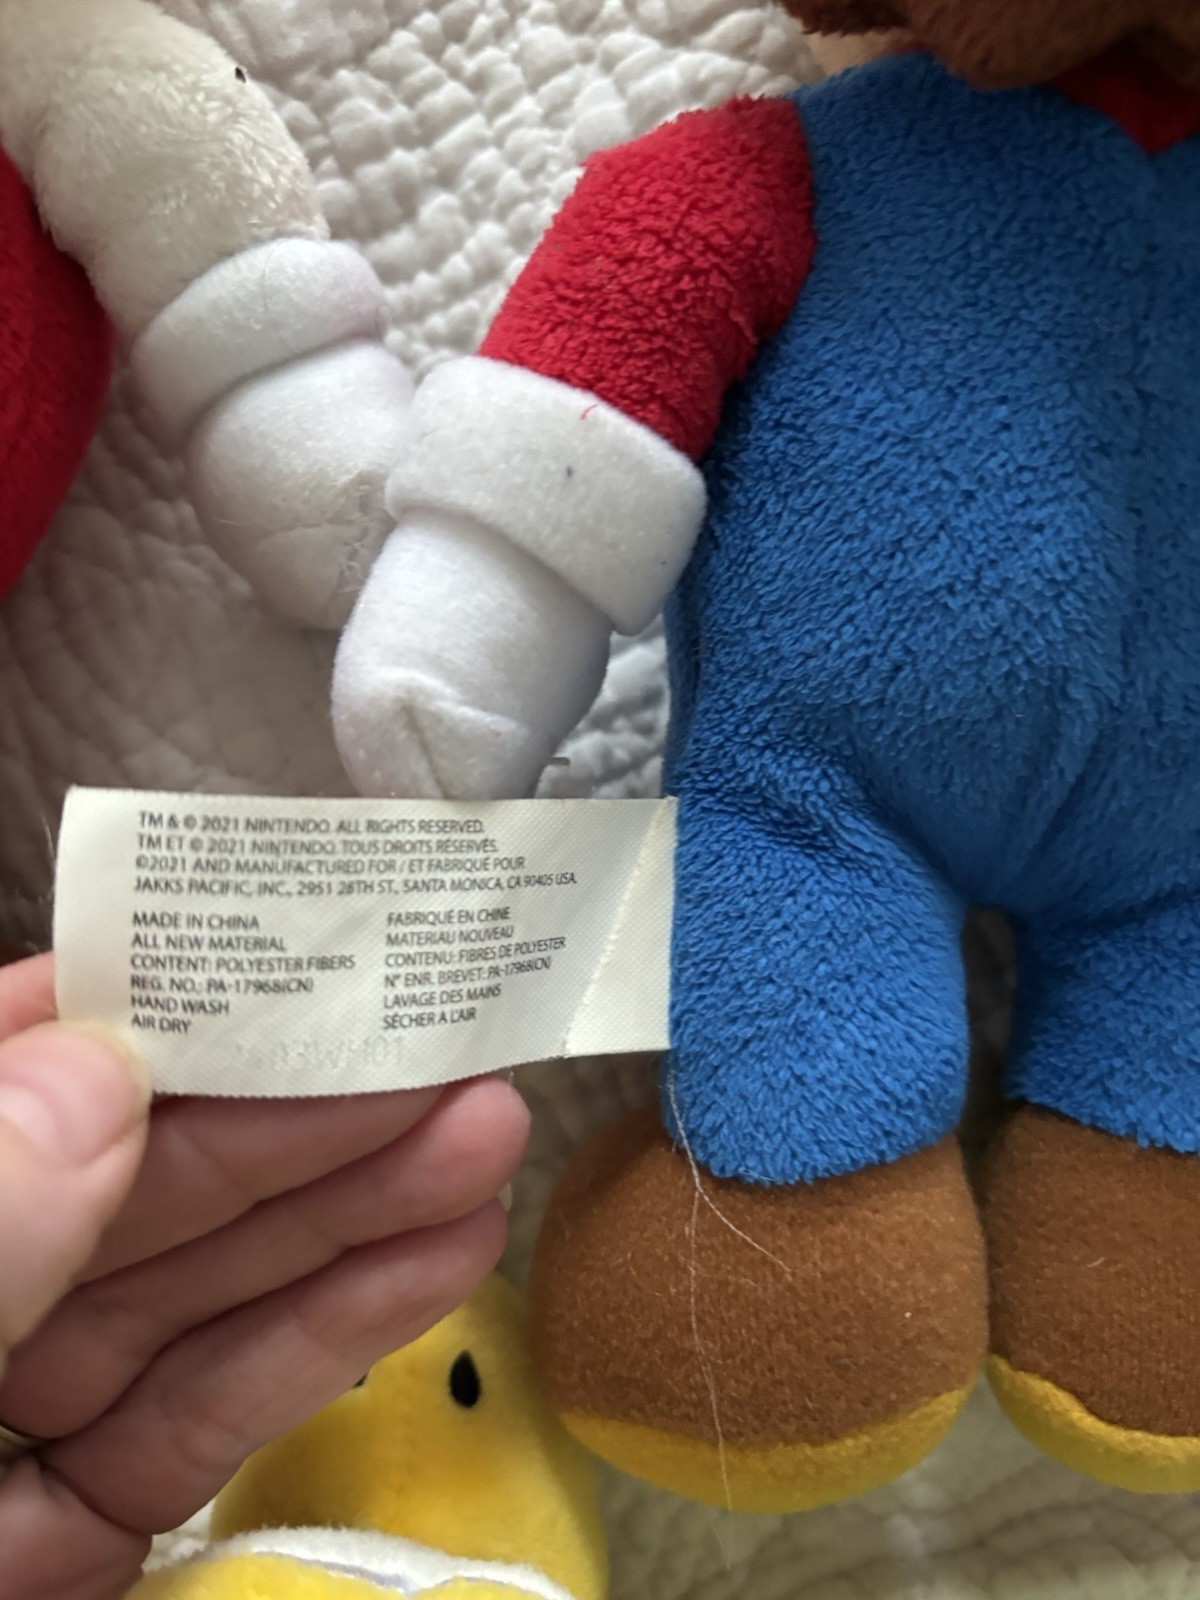 TM & © 2021 NINTENDO. ALL RIGHTS RESERVED.
TM ET © 2021 NINTENDO. TOUS DROITS RÉSERVÉS.
©2021 AND MANUFACTURED FOR / ET FABRIQUÉ POUR
JAKKS PACIFIC, INC., 2951 28TH ST., SANTA MONICA, CA 90405 USA.
MADE IN CHINA
ALL NEW MATERIAL
CONTENT: POLYESTER FIBERS
REG. NO.: PA-17968(CN)
HAND WASH
AIR DRY
FABRIQUÉ EN CHINE
MATERIAU NOUVEAU
CONTENU: FIBRES DE POLYESTER
N° ENR. BREVET: PA-17968(CN)
LAVAGE DES MAINS
SÉCHER A L'AIR